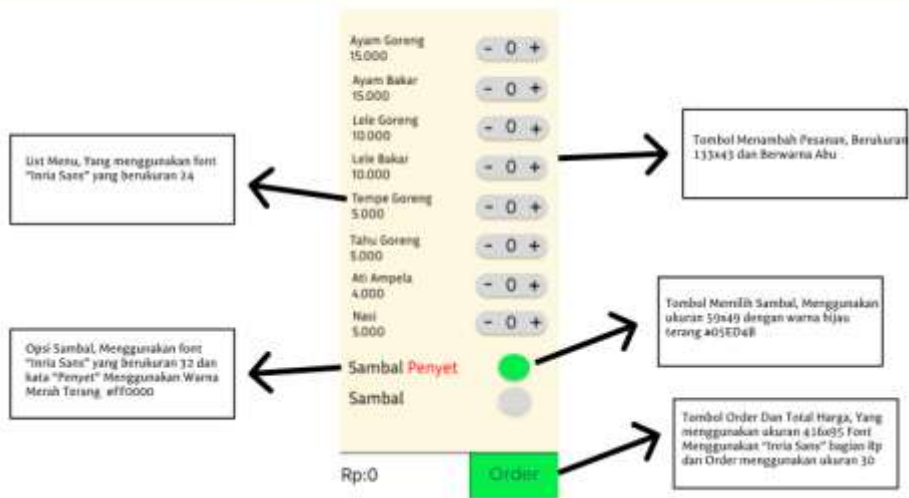 Ayam Goreng
15.000
- 0 +
Ayam Bakar
15.000
- 0 +
Lele Goreng
10.000
- 0 +
Lele Bakar
10.000
- 0 +
Tempe Goreng
5.000
- 0 +
Tahu Goreng
5.000
- 0 +
Ati Ampela
4.000
- 0 +
Nasi
5.000
- 0 +
Sambal Penyet
Sambal
Rp:0
Order
List Menu, Yang menggunakan font
"Inria Sans" yang berukuran 24
Opsi Sambal, Menggunakan font
"Inria Sans" yang berukuran 32 dan
kata "Penyet" Menggunakan Warna
Merah Terang #ff0000
Tombol Menambah Pesanan, Berukuran
133x43 dan Berwarna Abu
Tombol Memilih Sambal, Menggunakan
ukuran 59x49 dengan warna hijau
terang #05ED4B
Tombol Order Dan Total Harga, Yang
menggunakan ukuran 416x95 Font
Menggunakan "Inria Sans" bagian Rp
dan Order menggunakan ukuran 30